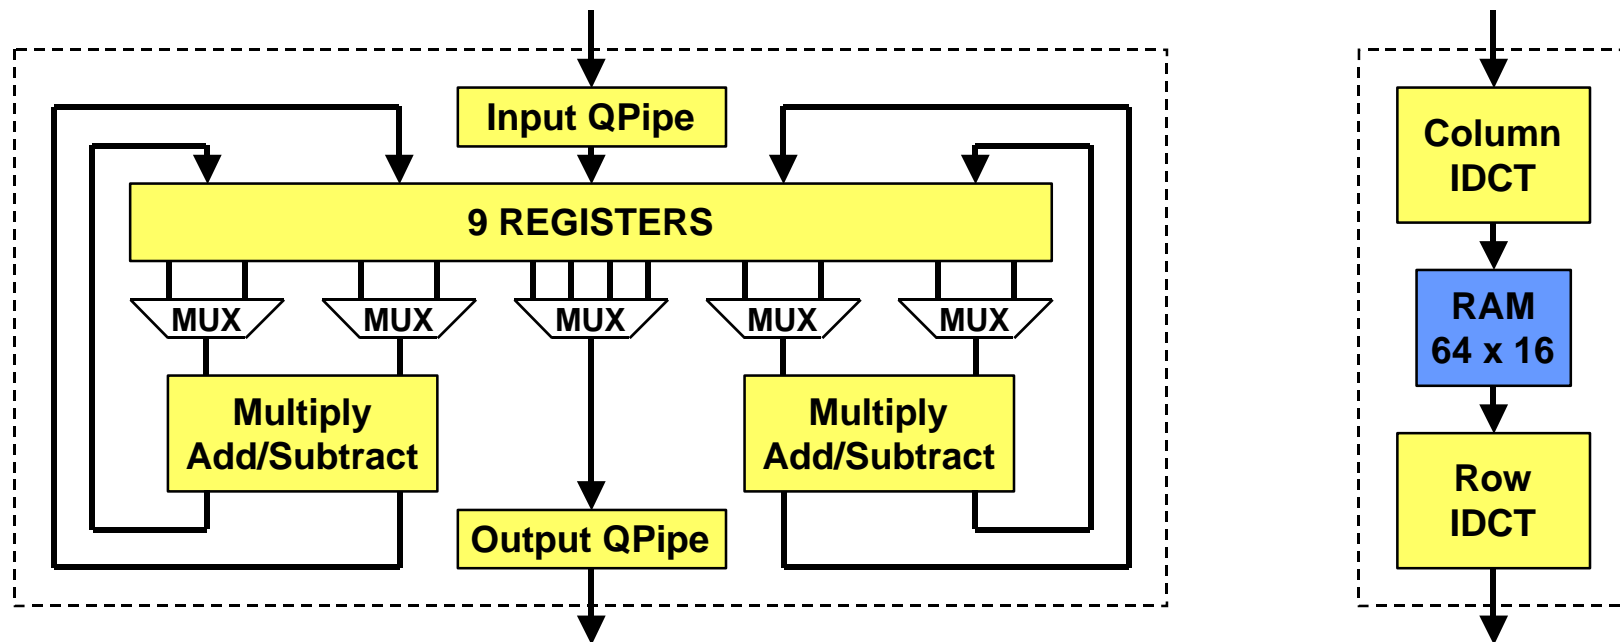 Input QPipe
9 REGISTERS
MUX
MUX
MUX
MUX
MUX
Multiply
Add/Subtract
Multiply
Add/Subtract
Output QPipe
Column
IDCT
RAM
64 x 16
Row
IDCT